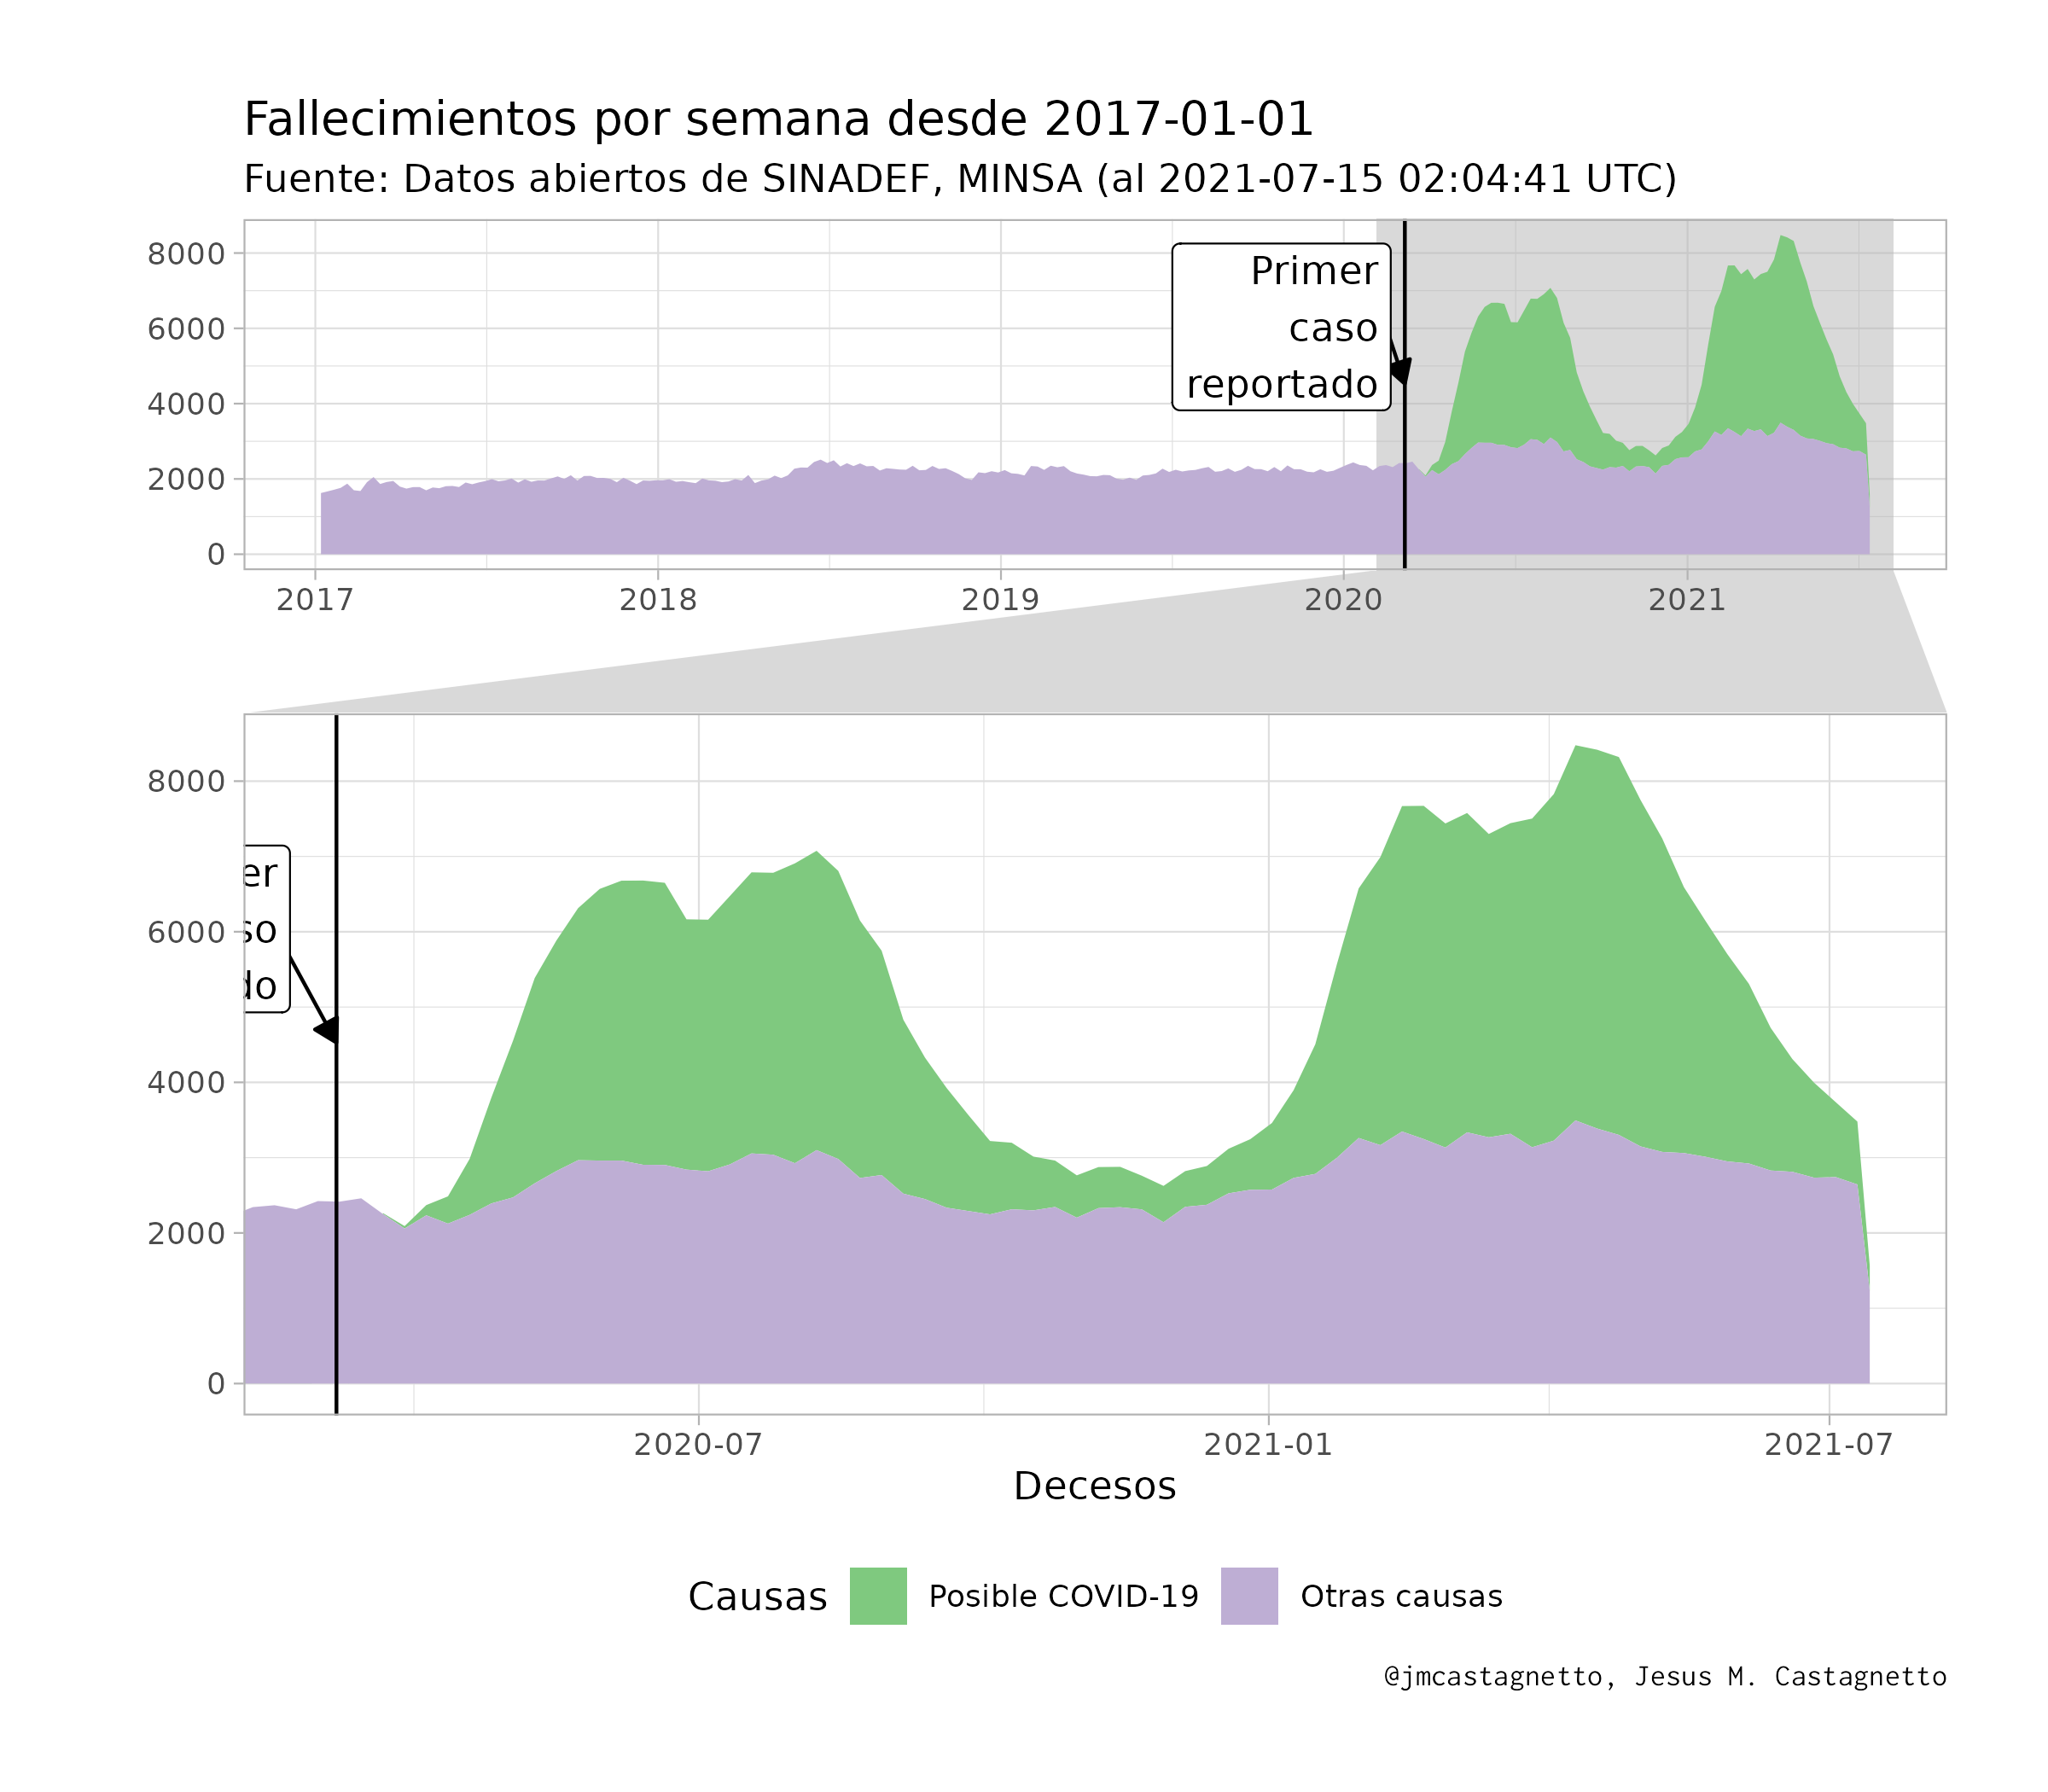 Fallecimientos por semana desde 2017-01-01
Fuente: Datos abiertos de SINADEF, MINSA (al 2021-07-15 02:04:41 UTC)
8000
6000
4000
2000
0
Primer
caso
reportado
2017
2018
2019
2020
2021
8000
6000
4000
2000
0
er
so
do
2020-07
2021-01
2021-07
Decesos
Causas
Posible COVID-19
Otras causas
@jmcastagnetto, Jesus M. Castagnetto